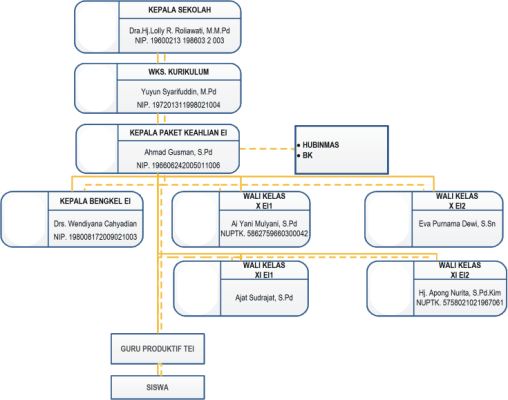 KEPALA SEKOLAH
Dra.Hj.Lolly R. Roliawati, M.M.Pd
NIP. 19600213 198603 2 003
WKS. KURIKULUM
Yuyun Syarifuddin, M.Pd
NIP. 197201311998021004
KEPALA PAKET KEAHLIAN EI
Ahmad Gusman, S.Pd
NIP. 196606242005011006
• HUBINMAS
• BK
KEPALA BENGKEL EI
Drs. Wendiyana Cahyadian
NIP. 198008172009021003
WALI KELAS
X EI1
Ai Yani Mulyani, S.Pd
NUPTK. 5862759660300042
WALI KELAS
X EI2
Eva Purnama Dewi, S.Sn
WALI KELAS
XI EI1
Ajat Sudrajat, S.Pd
WALI KELAS
XI EI2
Hj. Apong Nurita, S.Pd.Kim
NUPTK. 5758021021967061
GURU PRODUKTIF TEI
SISWA